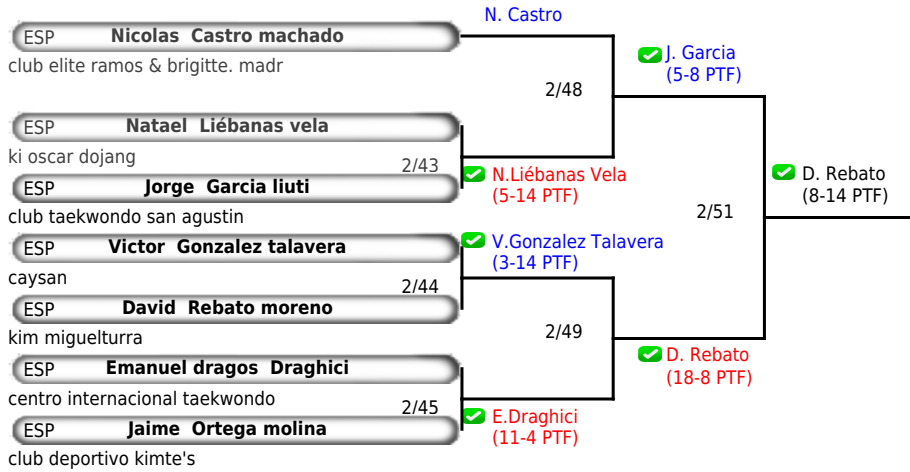 N. Castro
ESP Nicolas Castro machado
club elite ramos & brigitte. madr
J. Garcia
(5-8 PTF)
2/48
ESP Natael Liébanas vela
ki oscar dojang
2/43
N.Liébanas Vela
(5-14 PTF)
ESP Jorge Garcia liuti
club taekwondo san agustin
D. Rebato
(8-14 PTF)
2/51
ESP Victor Gonzalez talavera
caysan
V.Gonzalez Talavera
(3-14 PTF)
2/44
ESP David Rebato moreno
kim miguelturra
2/49
D. Rebato
(18-8 PTF)
ESP Emanuel dragos Draghici
centro internacional taekwondo
2/45
E.Draghici
(11-4 PTF)
ESP Jaime Ortega molina
club deportivo kimte's